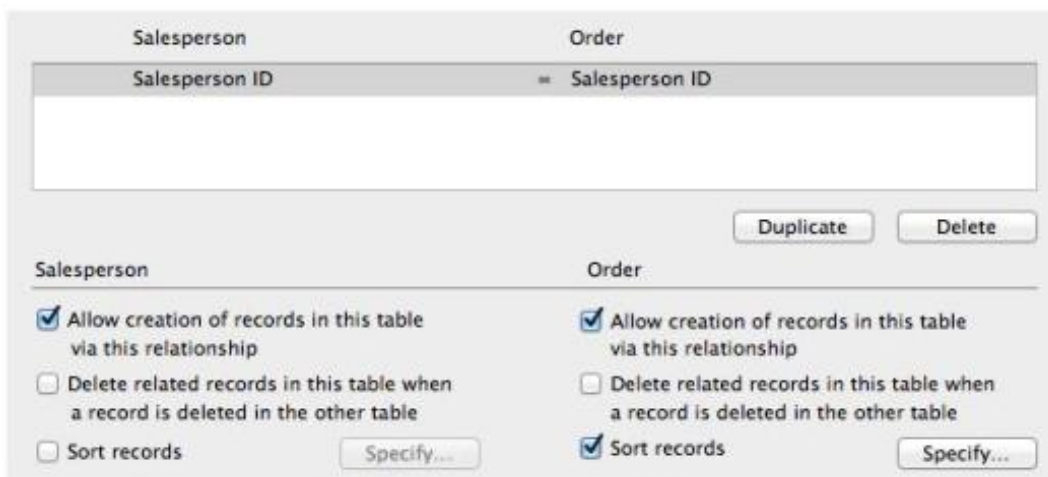 Salesperson Order
Salesperson ID = Salesperson ID
Duplicate Delete
Salesperson Order
Allow creation of records in this table Allow creation of records in this table
via this relationship via this relationship
Delete related records in this table when Delete related records in this table when
a record is deleted in the other table a record is deleted in the other table
Sort records Specify... Sort records Specify...